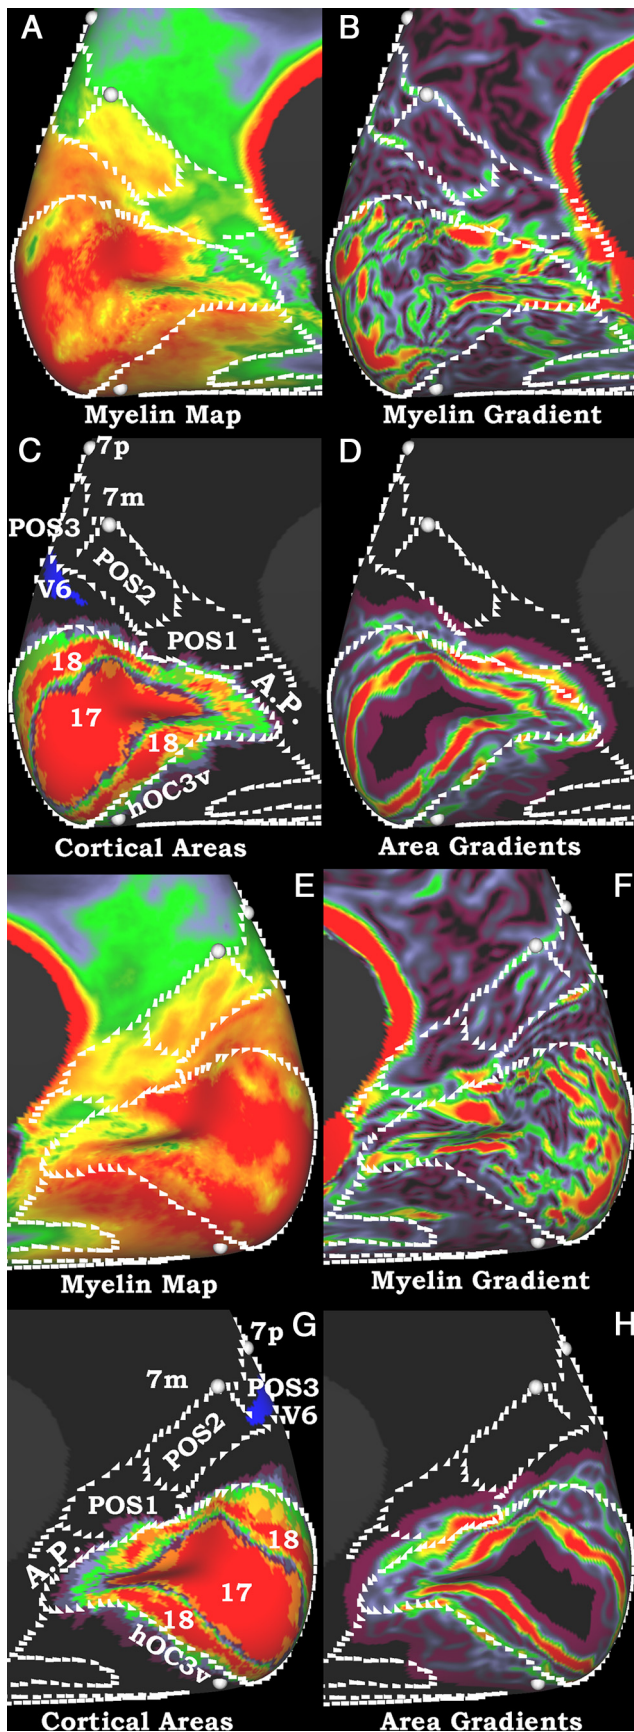 A B
Myelin Map Myelin Gradient
C D
7p
7m
POS3
POS2
V6
POS1
18
A.P.
17
18
hOC3v
Cortical Areas Area Gradients
E F
Myelin Map Myelin Gradient
G H
7p
7m
POS3
V6
POS2
POS1
18
A.P.
17
18
hOC3v
Cortical Areas Area Gradients